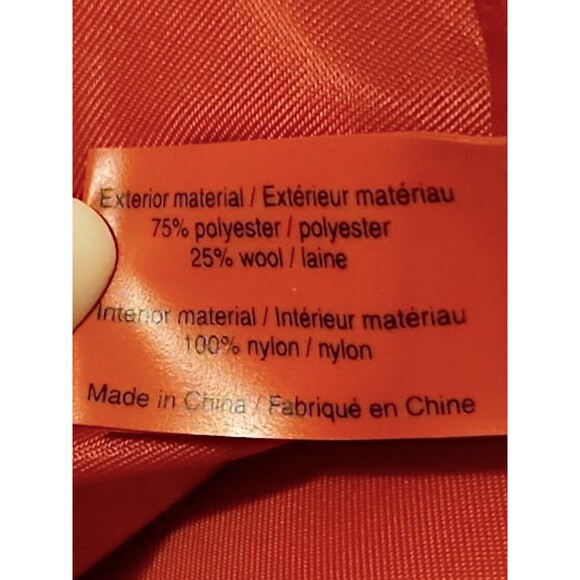 Exterior material / Extérieur matériau
75% polyester / polyester
25% wool / laine
Interior material / Intérieur matériau
100% nylon / nylon
Made in China / Fabriqué en Chine